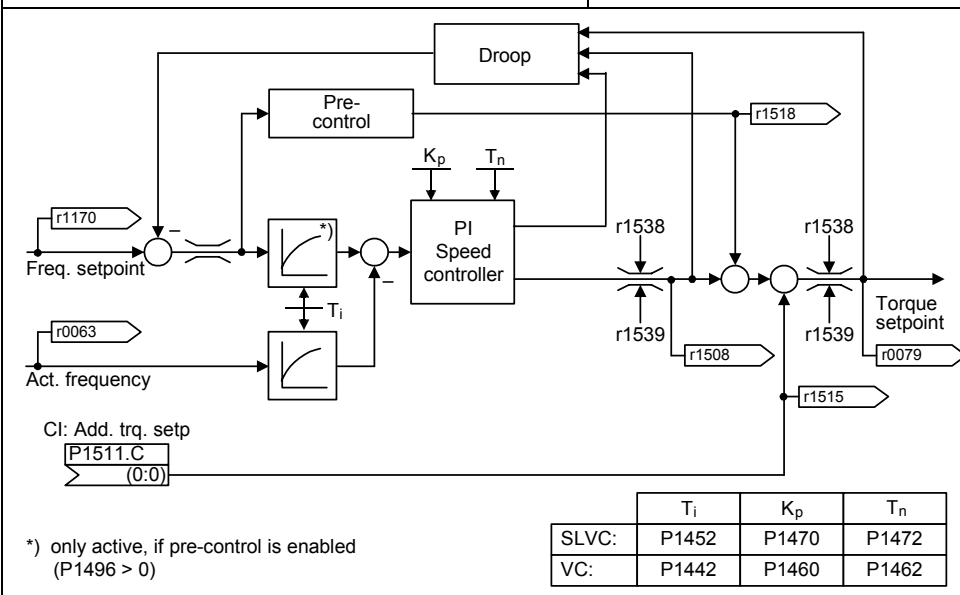 Droop
Pre-
control
r1518
Kp Tn
r1170
*)
PI
Speed
controller
r1538
r1538
–
Freq. setpoint
–
Ti
r1539
r1539
Torque
setpoint
r0063
r1508
r0079
Act. frequency
r1515
CI: Add. trq. setp
P1511.C
(0:0)
*) only active, if pre-control is enabled
(P1496 > 0)
Ti Kp Tn
SLVC: P1452 P1470 P1472
VC: P1442 P1460 P1462